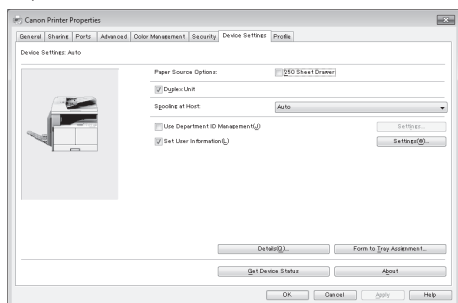 Canon Printer Properties
General Sharing Ports Advanced Color Management Security Device Settings Profile
Device Settings: Auto
Paper Source Options: 250 Sheet Drawer
Duplex Unit
Spooling at Host: Auto
Use Department ID Management(J) Settings...
Set User Information(L) Settings(W)...
Details(O)... Form to Tray Assignment...
Get Device Status About
OK Cancel Apply Help